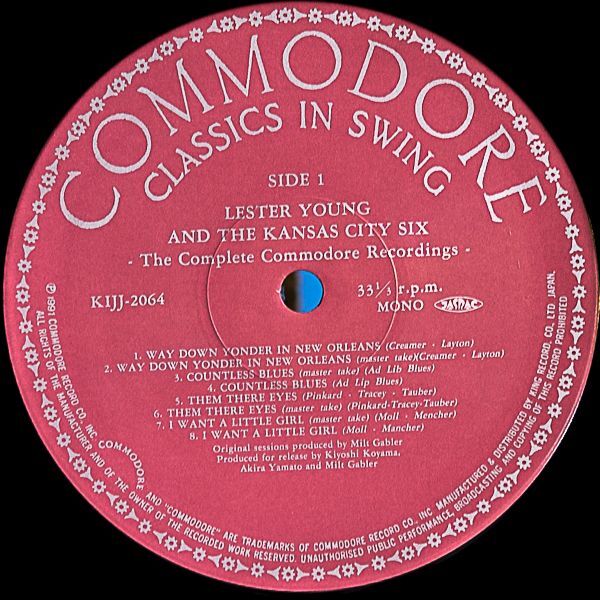 COMMODORE
CLASSICS IN SWING
SIDE 1
LESTER YOUNG
AND THE KANSAS CITY SIX
- The Complete Commodore Recordings -
KIJJ-2064
33 1/3 r.p.m.
MONO
1. WAY DOWN YONDER IN NEW ORLEANS (Creamer - Layton)
2. WAY DOWN YONDER IN NEW ORLEANS (master take)(Creamer - Layton)
3. COUNTLESS BLUES (master take) (Ad Lib Blues)
4. COUNTLESS BLUES (Ad Lip Blues)
5. THEM THERE EYES (Pinkard - Tracey - Tauber)
6. THEM THERE EYES (master take) (Pinkard-Tracey-Tauber)
7. I WANT A LITTLE GIRL (master take) (Moll - Mencher)
8. I WANT A LITTLE GIRL (Moll - Mancher)
Original sessions produced by Milt Gabler
Produced for release by Kiyoshi Koyama,
Akira Yamato and Milt Gabler
COMMODORE RECORD CO., INC. COMMODORE AND "COMMODORE" ARE TRADEMARKS OF COMMODORE RECORD CO., INC MANUFACTURED & DISTRIBUTED BY KING RECORD, CO., LTD JAPAN.
ALL RIGHTS OF THE MANUFACTURER AND OF THE OWNER OF THE RECORDED WORK RESERVED. UNAUTHORISED PUBLIC PERFORMANCE, BROADCASTING AND COPYING OF THIS RECORD PROHIBITED